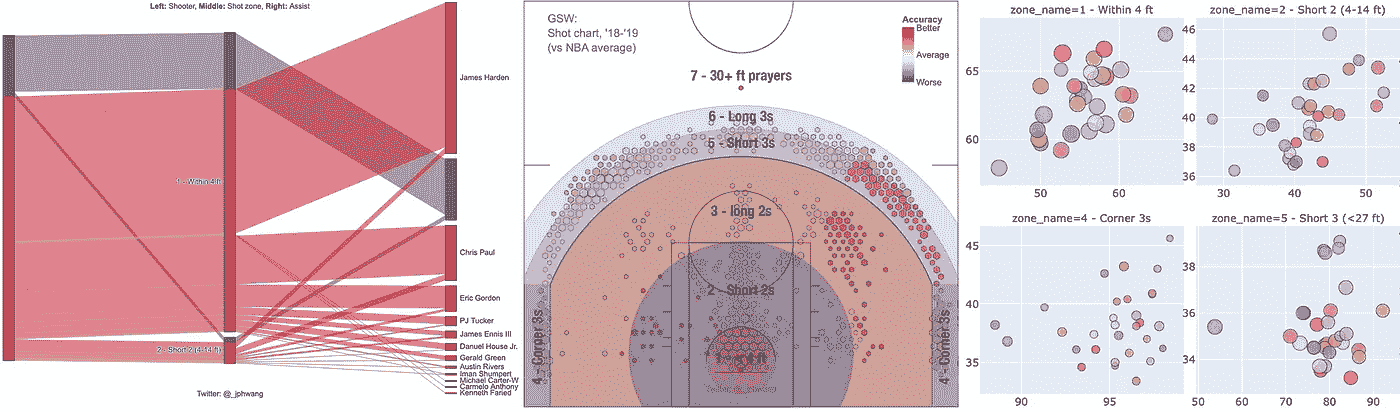 Left: Shooter, Middle: Shot zone, Right: Assist
James Harden
1 - Within 4 ft
Chris Paul
Eric Gordon
PJ Tucker
James Ennis III
Danuel House Jr.
2 - Short 2 (4-14 ft)
Gerald Green
Austin Rivers
Iman Shumpert
Michael Carter-W
Carmelo Anthony
Kenneth Faried
Twitter: @_jphwang
GSW:
Shot chart, '18-'19
(vs NBA average)
Accuracy
Better
Average
Worse
7 - 30+ ft prayers
6 - Long 3s
5 - Short 3s
3 - long 2s
2 - Short 2s
4 - Corner 3s
4 - Corner 3s
zone_name=1 - Within 4 ft
65
60
50
60
zone_name=2 - Short 2 (4-14 ft)
46
44
42
40
38
36
30
40
50
zone_name=4 - Corner 3s
45
40
35
90
95
zone_name=5 - Short 3 (<27 ft)
38
36
34
50
60
70
80
90